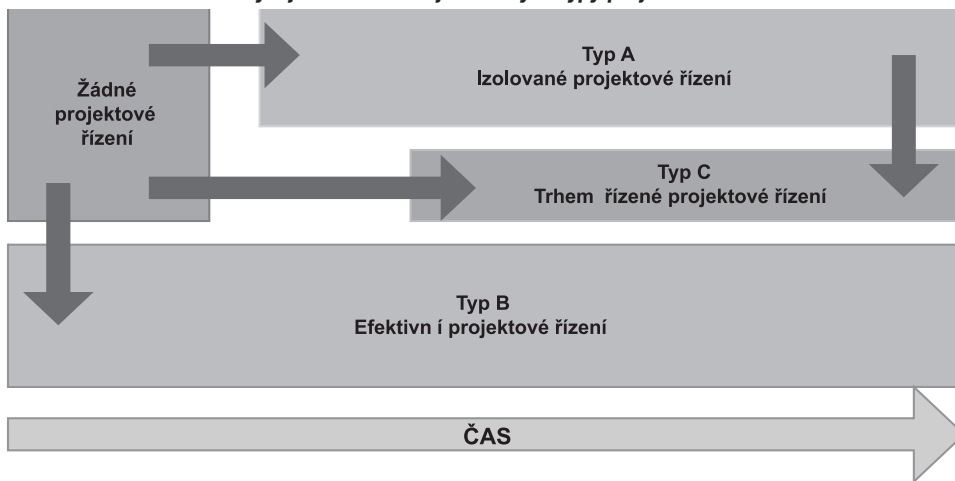 Žádné
projektové
řízení
Typ A
Izolované projektové řízení
Typ C
Trhem řízené projektové řízení
Typ B
Efektivn í projektové řízení
ČAS